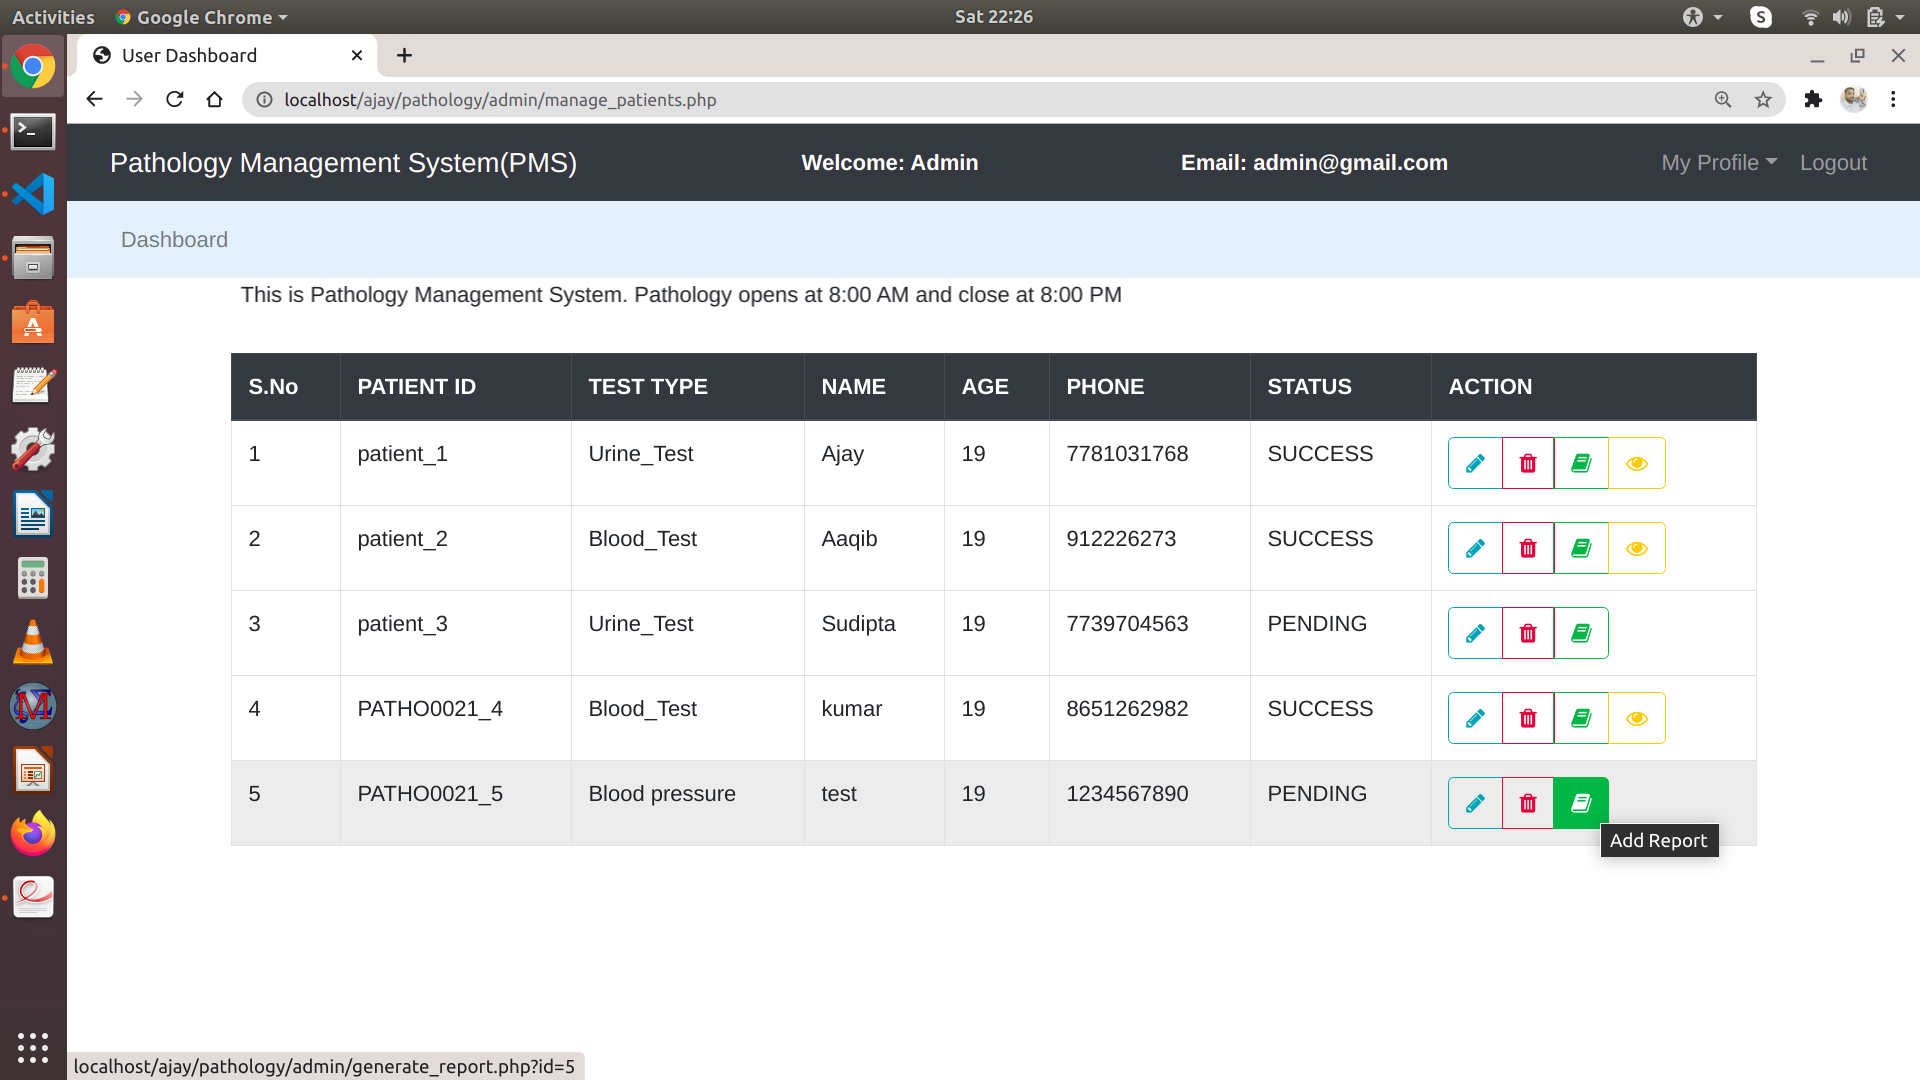 Activities Google Chrome Sat 22:26
User Dashboard
localhost/ajay/pathology/admin/manage_patients.php
Pathology Management System(PMS) Welcome: Admin Email: admin@gmail.com My Profile Logout
Dashboard
This is Pathology Management System. Pathology opens at 8:00 AM and close at 8:00 PM
S.No PATIENT ID TEST TYPE NAME AGE PHONE STATUS ACTION
1 patient_1 Urine_Test Ajay 19 7781031768 SUCCESS
2 patient_2 Blood_Test Aaqib 19 912226273 SUCCESS
3 patient_3 Urine_Test Sudipta 19 7739704563 PENDING
4 PATHO0021_4 Blood_Test kumar 19 8651262982 SUCCESS
5 PATHO0021_5 Blood pressure test 19 1234567890 PENDING
Add Report
localhost/ajay/pathology/admin/generate_report.php?id=5